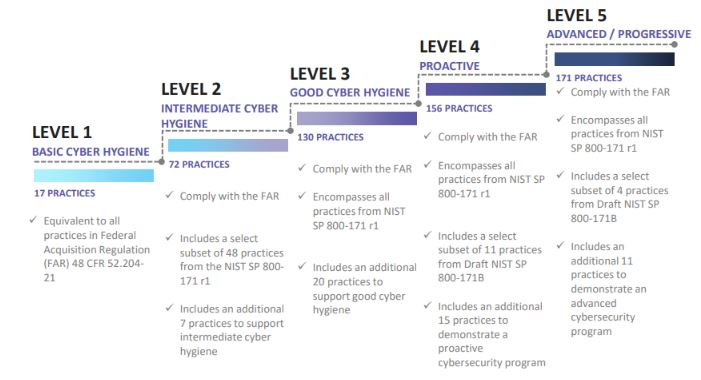 LEVEL 1
BASIC CYBER HYGIENE
17 PRACTICES
✓ Equivalent to all
practices in Federal
Acquisition Regulation
(FAR) 48 CFR 52.204-
21
LEVEL 2
INTERMEDIATE CYBER
HYGIENE
72 PRACTICES
✓ Comply with the FAR
✓ Includes a select
subset of 48 practices
from the NIST SP 800-
171 r1
✓ Includes an additional
7 practices to support
intermediate cyber
hygiene
LEVEL 3
GOOD CYBER HYGIENE
130 PRACTICES
✓ Comply with the FAR
✓ Encompasses all
practices from NIST
SP 800-171 r1
✓ Includes an additional
20 practices to
support good cyber
hygiene
LEVEL 4
PROACTIVE
156 PRACTICES
✓ Comply with the FAR
✓ Encompasses all
practices from NIST SP
800-171 r1
✓ Includes a select
subset of 11 practices
from Draft NIST SP
800-171B
✓ Includes an additional
15 practices to
demonstrate a
proactive
cybersecurity program
LEVEL 5
ADVANCED / PROGRESSIVE
171 PRACTICES
✓ Comply with the FAR
✓ Encompasses all
practices from NIST
SP 800-171 r1
✓ Includes a select
subset of 4 practices
from Draft NIST SP
800-171B
✓ Includes an
additional 11
practices to
demonstrate an
advanced
cybersecurity
program